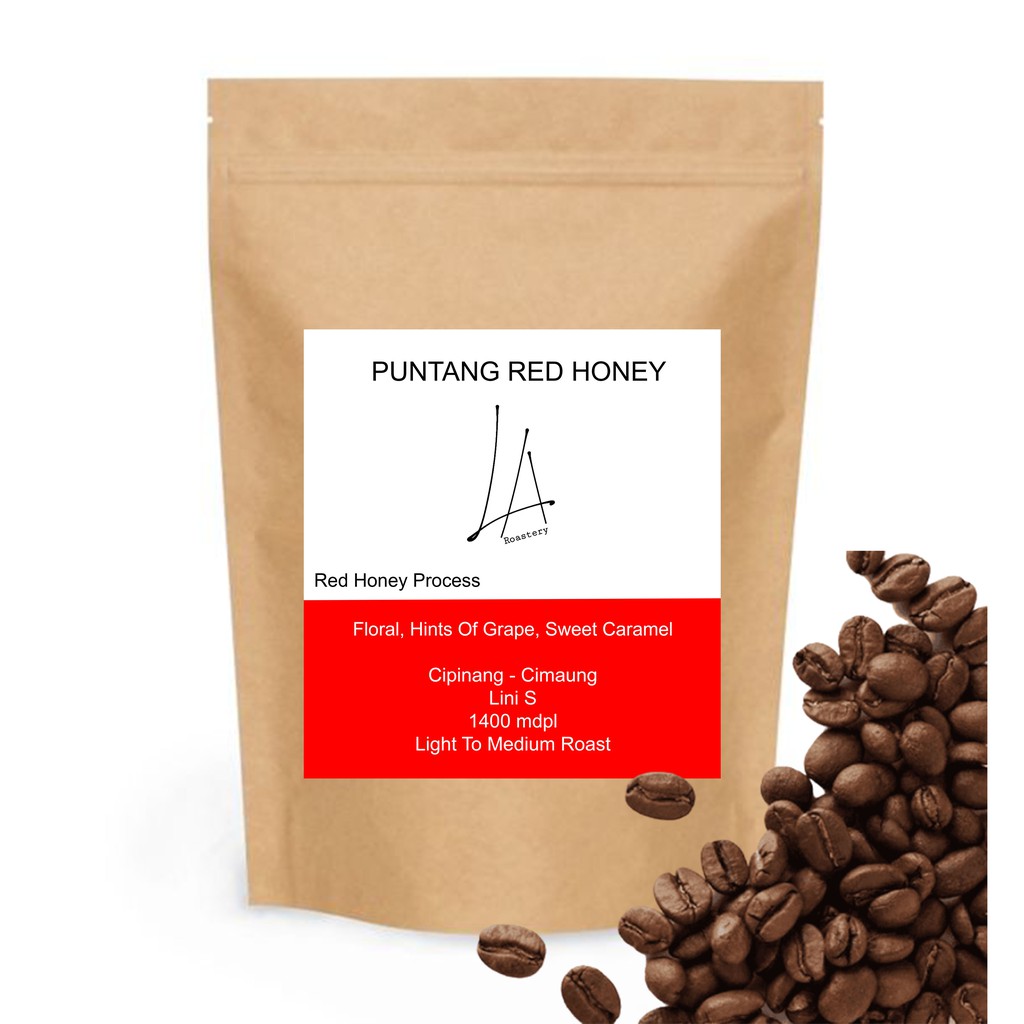 PUNTANG RED HONEY
LA
Roastery
Red Honey Process
Floral, Hints Of Grape, Sweet Caramel
Cipinang - Cimaung
Lini S
1400 mdpl
Light To Medium Roast